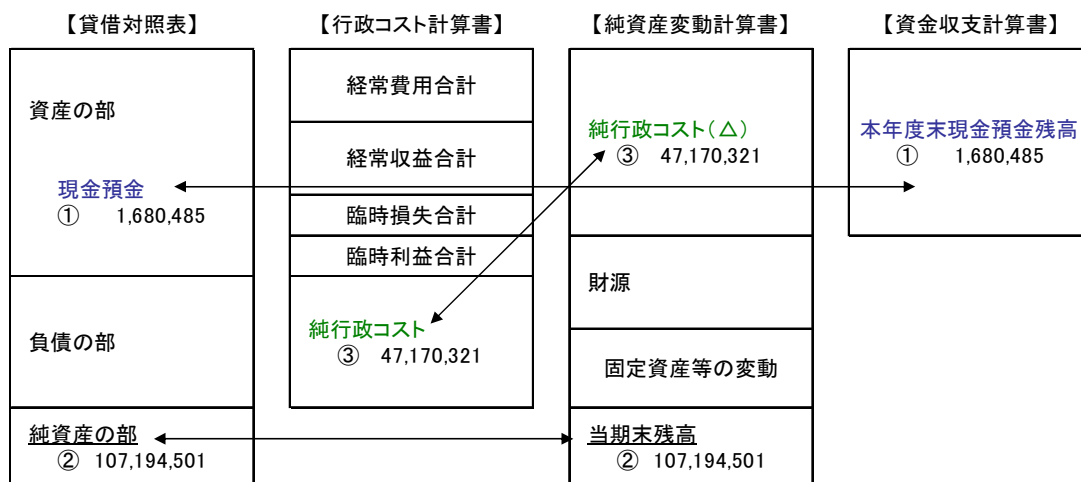 【貸借対照表】
資産の部
現金預金
① 1,680,485
負債の部
純資産の部
② 107,194,501
【行政コスト計算書】
経常費用合計
経常収益合計
臨時損失合計
臨時利益合計
純行政コスト
③ 47,170,321
【純資産変動計算書】
純行政コスト(△)
③ 47,170,321
財源
固定資産等の変動
当期末残高
② 107,194,501
【資金収支計算書】
本年度末現金預金残高
① 1,680,485